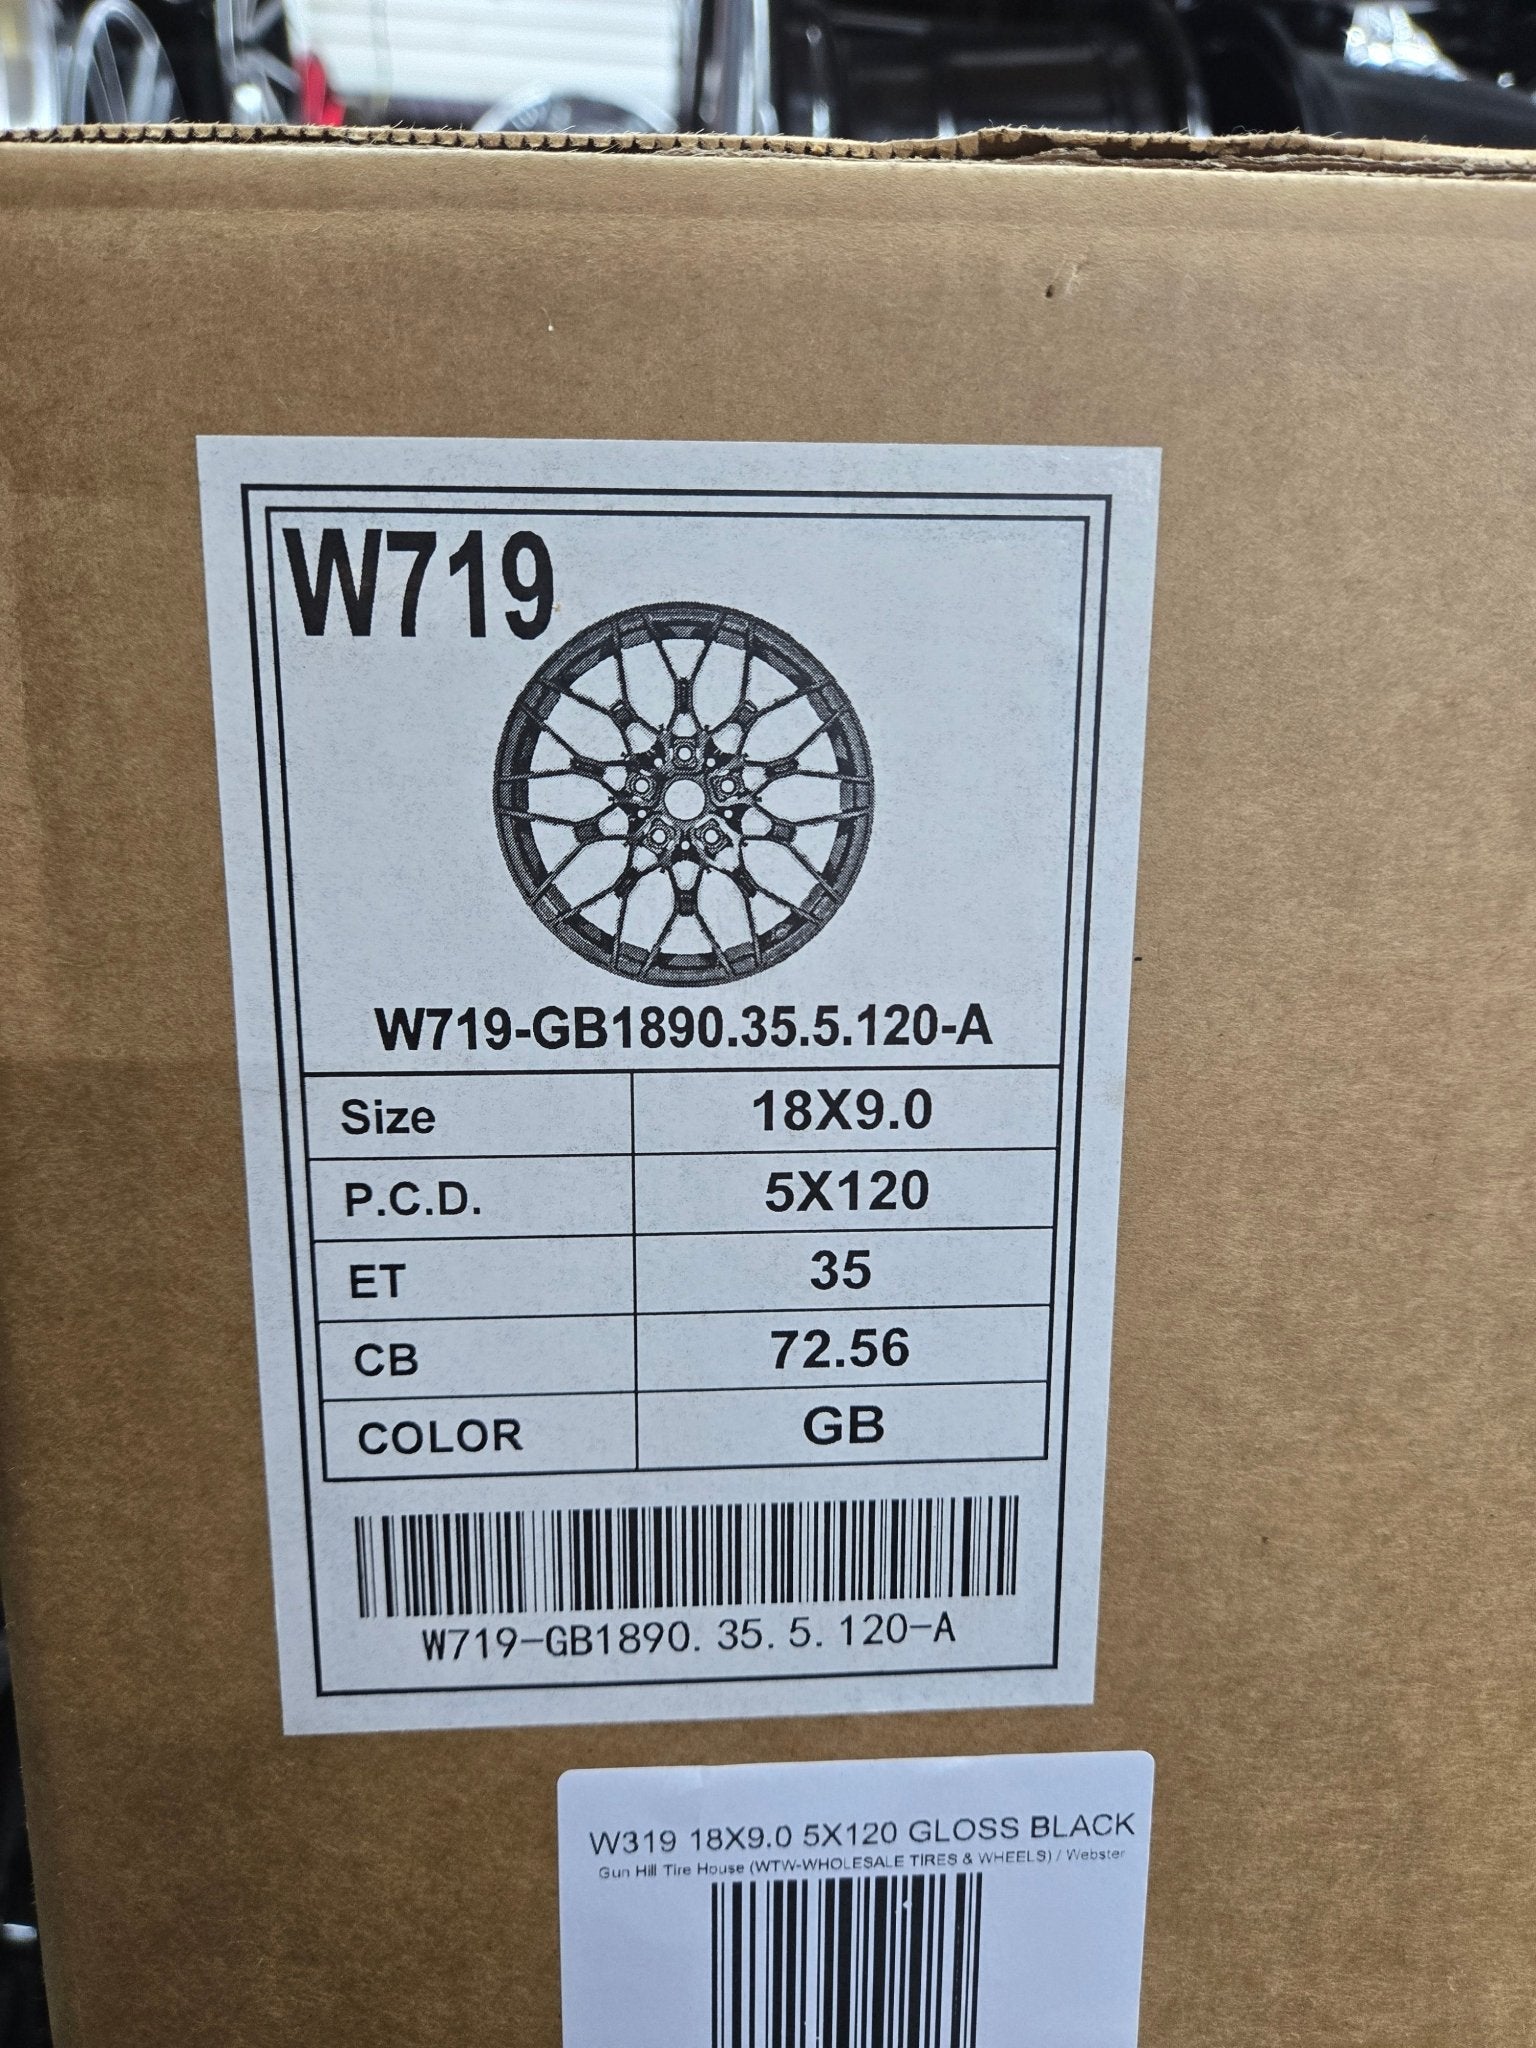 W719
W719-GB1890.35.5.120-A
Size 18X9.0
P.C.D. 5X120
ET 35
CB 72.56
COLOR GB
W719-GB1890.35.5.120-A
W319 18X9.0 5X120 GLOSS BLACK
Gun Hill Tire House (WTW-WHOLESALE TIRES & WHEELS) / Webster